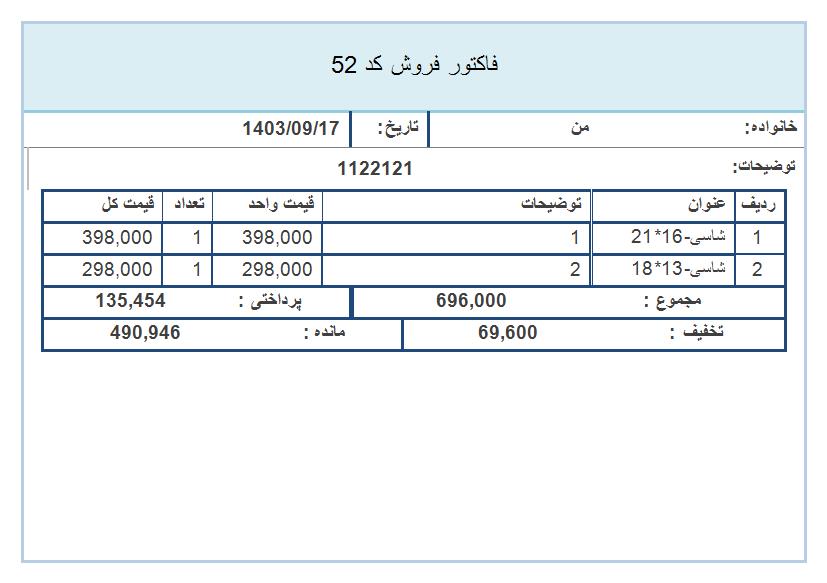 فاکتور فروش کد 52
خانواده: من تاریخ: 1403/09/17
توضیحات: 1122121
ردیف عنوان توضیحات قیمت واحد تعداد قیمت کل
1 شاسی-16*21 1 398,000 1 398,000
2 شاسی-13*18 2 298,000 1 298,000
مجموع : 696,000 پرداختی : 135,454
تخفیف : 69,600 مانده : 490,946